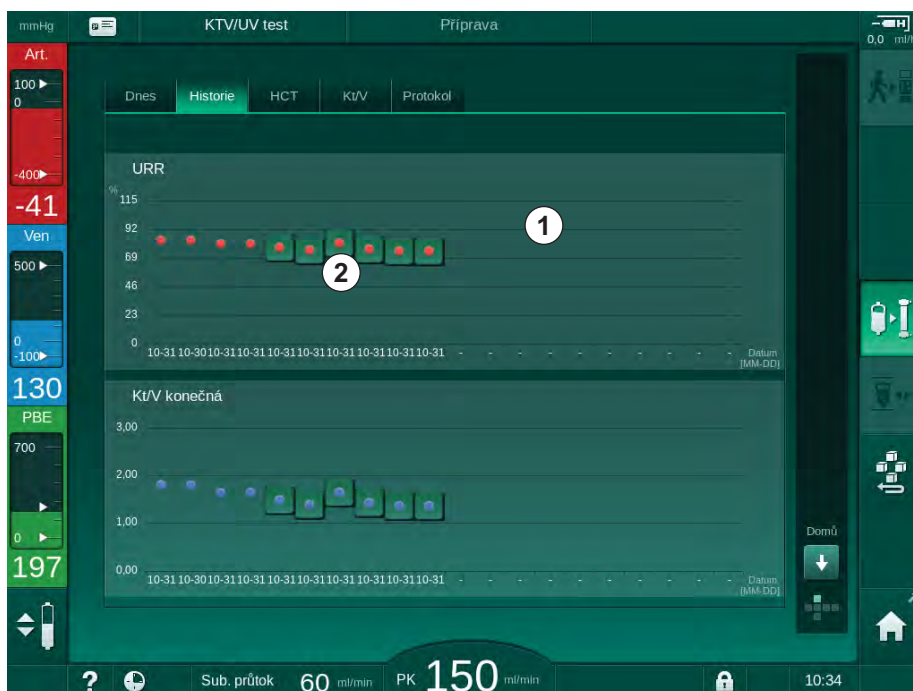 mmHg KTV/UV test Příprava
0,0 ml/
Art.
100
0
-400
-41
Ven
500
0
-100
130
PBE
700
0
197
Dnes Historie HCT Kt/V Protokol
URR
%
115
92
69
46
23
0
10-31 10-30 10-31 10-31 10-31 10-31 10-31 10-31 10-31 10-31 - - - - - - - - - - Datum
[MM-DD]
1
2
Kt/V konečná
3,00
2,00
1,00
0,00
10-31 10-30 10-31 10-31 10-31 10-31 10-31 10-31 10-31 10-31 - - - - - - - - - - Datum
[MM-DD]
Domů
? Sub. průtok 60 ml/min PK 150 ml/min 10:34